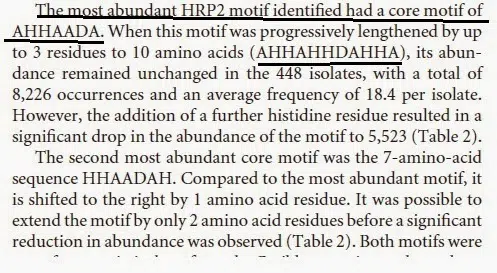 The most abundant HRP2 motif identified had a core motif of
AHHAADA. When this motif was progressively lengthened by up
to 3 residues to 10 amino acids (AHHAHHDAHHA), its abun-
dance remained unchanged in the 448 isolates, with a total of
8,226 occurrences and an average frequency of 18.4 per isolate.
However, the addition of a further histidine residue resulted in a
significant drop in the abundance of the motif to 5,523 (Table 2).
The second most abundant core motif was the 7-amino-acid
sequence HHAADAH. Compared to the most abundant motif, it
is shifted to the right by 1 amino acid residue. It was possible to
extend the motif by only 2 amino acid residues before a significant
reduction in abundance was observed (Table 2). Both motifs were